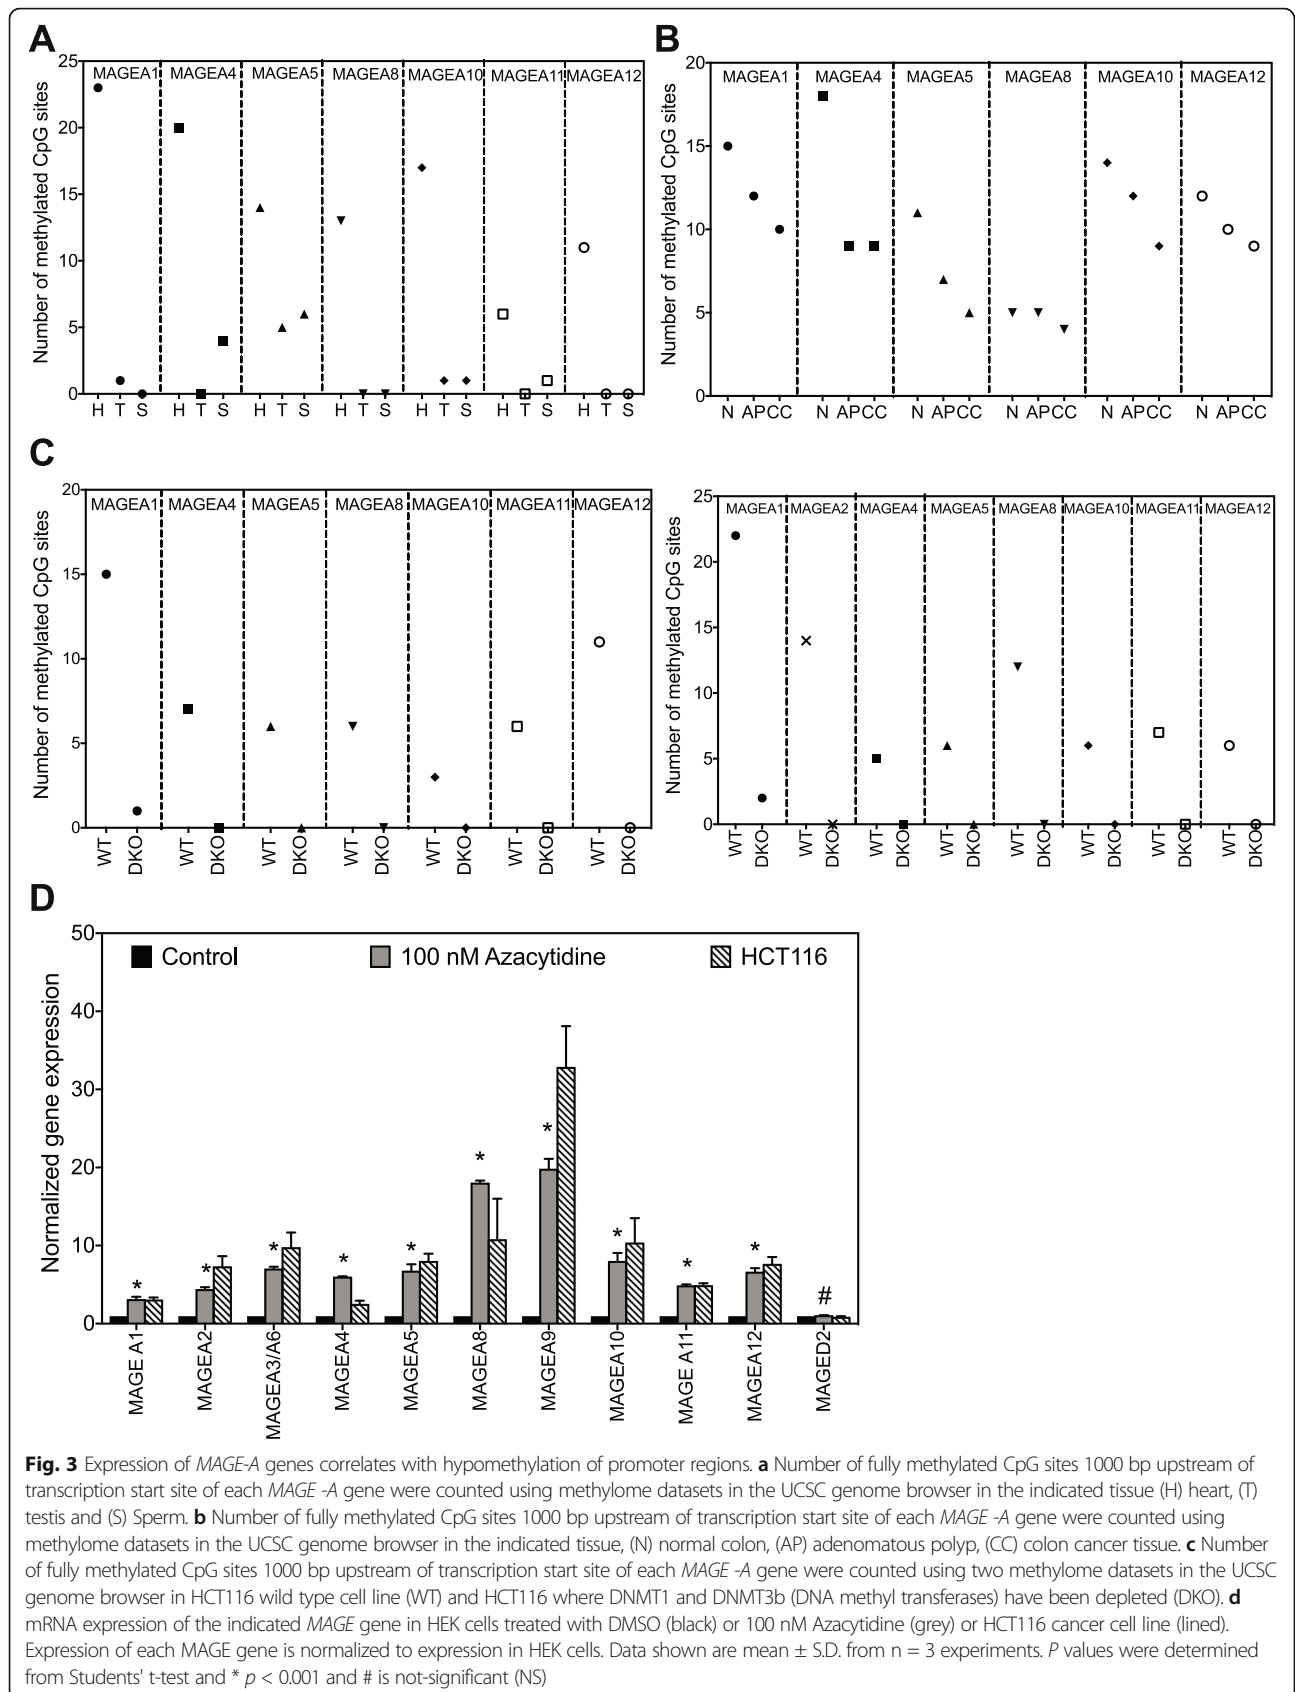 A
25
20
15
10
5
0
Number of methylated CpG sites
MAGEA1 MAGEA4 MAGEA5 MAGEA8 MAGEA10 MAGEA11 MAGEA12
H T S H T S H T S H T S H T S H T S H T S
B
20
15
10
5
0
Number of methylated CpG sites
MAGEA1 MAGEA4 MAGEA5 MAGEA8 MAGEA10 MAGEA12
N APCC N APCC N APCC N APCC N APCC N APCC
C
20
15
10
5
0
Number of methylated CpG sites
MAGEA1 MAGEA4 MAGEA5 MAGEA8 MAGEA10 MAGEA11 MAGEA12
WT DKO WT DKO WT DKO WT DKO WT DKO WT DKO WT DKO
25
20
15
10
5
0
Number of methylated CpG sites
MAGEA1 MAGEA2 MAGEA4 MAGEA5 MAGEA8 MAGEA10 MAGEA11 MAGEA12
WT DKO WT DKO WT DKO WT DKO WT DKO WT DKO WT DKO WT DKO
D
50
40
30
20
10
0
Normalized gene expression
Control 100 nM Azacytidine HCT116
* * * * * * * * * * #
MAGE A1 MAGEA2 MAGEA3/A6 MAGEA4 MAGEA5 MAGEA8 MAGEA9 MAGEA10 MAGE A11 MAGEA12 MAGED2
Fig. 3 Expression of MAGE-A genes correlates with hypomethylation of promoter regions. a Number of fully methylated CpG sites 1000 bp upstream of
transcription start site of each MAGE -A gene were counted using methylome datasets in the UCSC genome browser in the indicated tissue (H) heart, (T)
testis and (S) Sperm. b Number of fully methylated CpG sites 1000 bp upstream of transcription start site of each MAGE -A gene were counted using
methylome datasets in the UCSC genome browser in the indicated tissue, (N) normal colon, (AP) adenomatous polyp, (CC) colon cancer tissue. c Number
of fully methylated CpG sites 1000 bp upstream of transcription start site of each MAGE -A gene were counted using two methylome datasets in the UCSC
genome browser in HCT116 wild type cell line (WT) and HCT116 where DNMT1 and DNMT3b (DNA methyl transferases) have been depleted (DKO). d
mRNA expression of the indicated MAGE gene in HEK cells treated with DMSO (black) or 100 nM Azacytidine (grey) or HCT116 cancer cell line (lined).
Expression of each MAGE gene is normalized to expression in HEK cells. Data shown are mean ± S.D. from n = 3 experiments. P values were determined
from Students' t-test and * p < 0.001 and # is not-significant (NS)